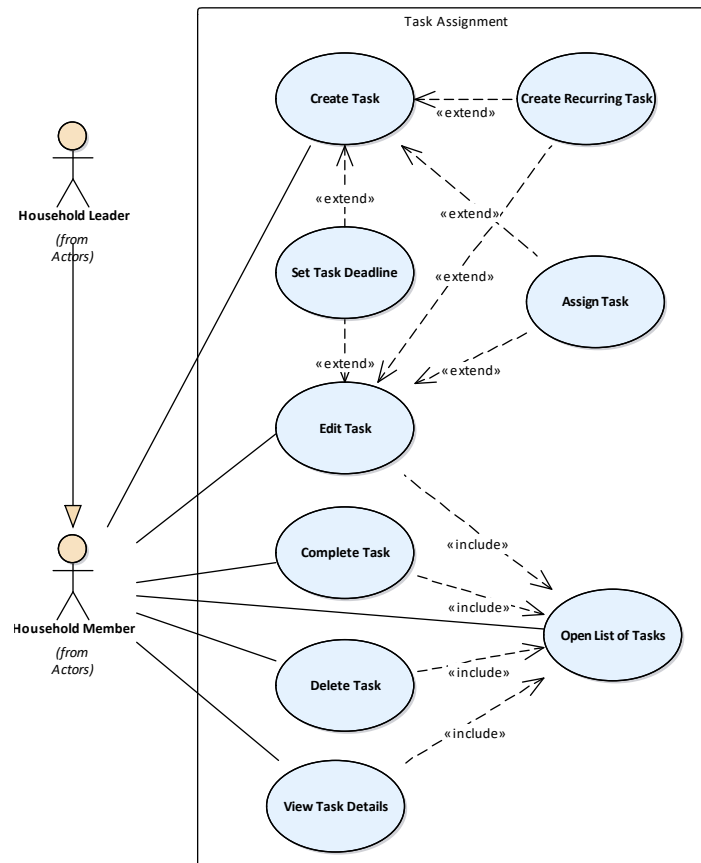 Task Assignment
Create Task
Create Recurring Task
«extend»
Household Leader
(from
Actors)
«extend»
«extend»
Set Task Deadline
«extend»
Assign Task
«extend»
«extend»
Edit Task
«include»
Complete Task
«include»
Household Member
(from
Actors)
Open List of Tasks
Delete Task
«include»
«include»
View Task Details